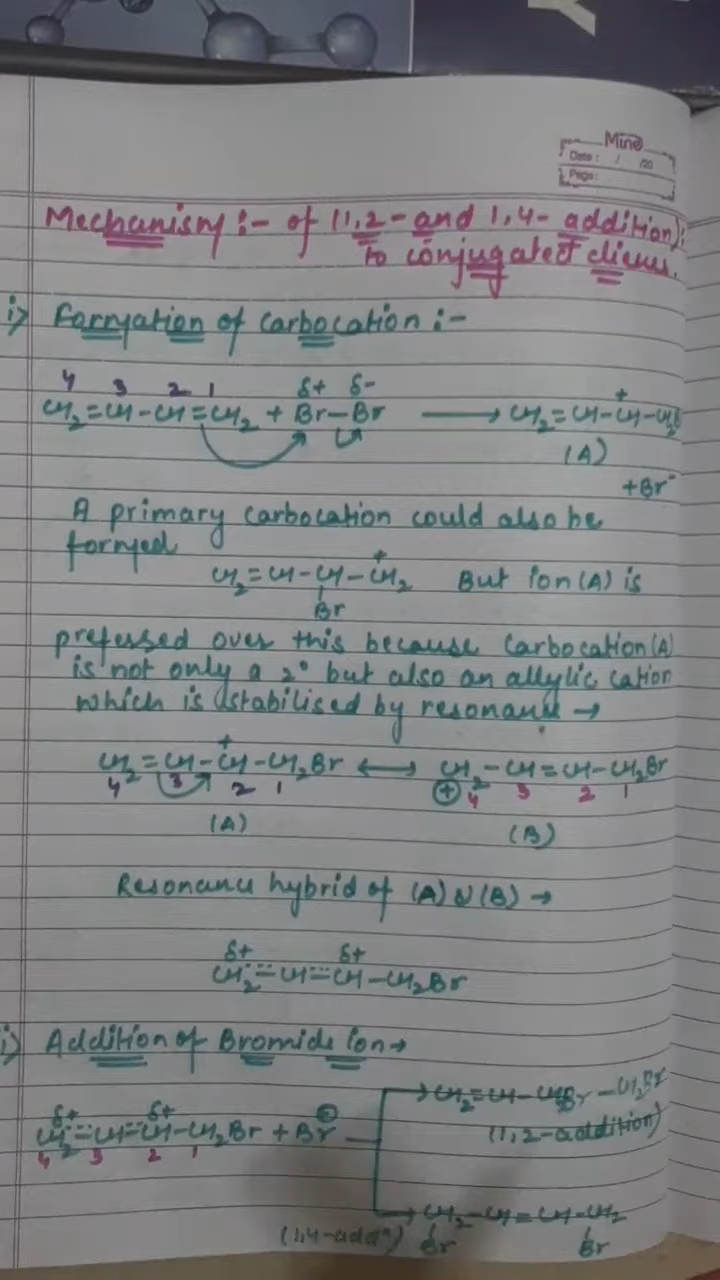 Y
Mine
Date : / /20
Page:
Mechanism :- of (1,2- and 1,4- addition):
to conjugated dienes.
i) Formation of carbocation :-
4 3 2 1 δ+ δ-
CH₂=CH-CH=CH₂ + Br-Br ⟶ CH₂=CH-C⁺H-CH₂Br
(A)
+Br⁻
A primary carbocation could also be
formed
CH₂=CH-CH-C⁺H₂ But ion (A) is
Br
preferred over this because Carbocation (A)
is not only a 2° but also an allylic cation
which is stabilised by resonance →
CH₂=CH-C⁺H-CH₂Br ⟷ CH₂-CH=CH-CH₂Br
4 3 2 1 ⊕ 4 3 2 1
(A) (B)
Resonance hybrid of (A) & (B) →
δ+ δ+
CH₂┈CH┈CH-CH₂Br
i) Addition of Bromide ion →
CH₂=CH-CHBr-CH₂Br
δ+ δ+ ⊖
CH₂┈CH┈CH-CH₂Br + Br
(1,2-addition)
4 3 2 1
CH₂-CH=CH-CH₂
(1,4-addⁿ) Br Br